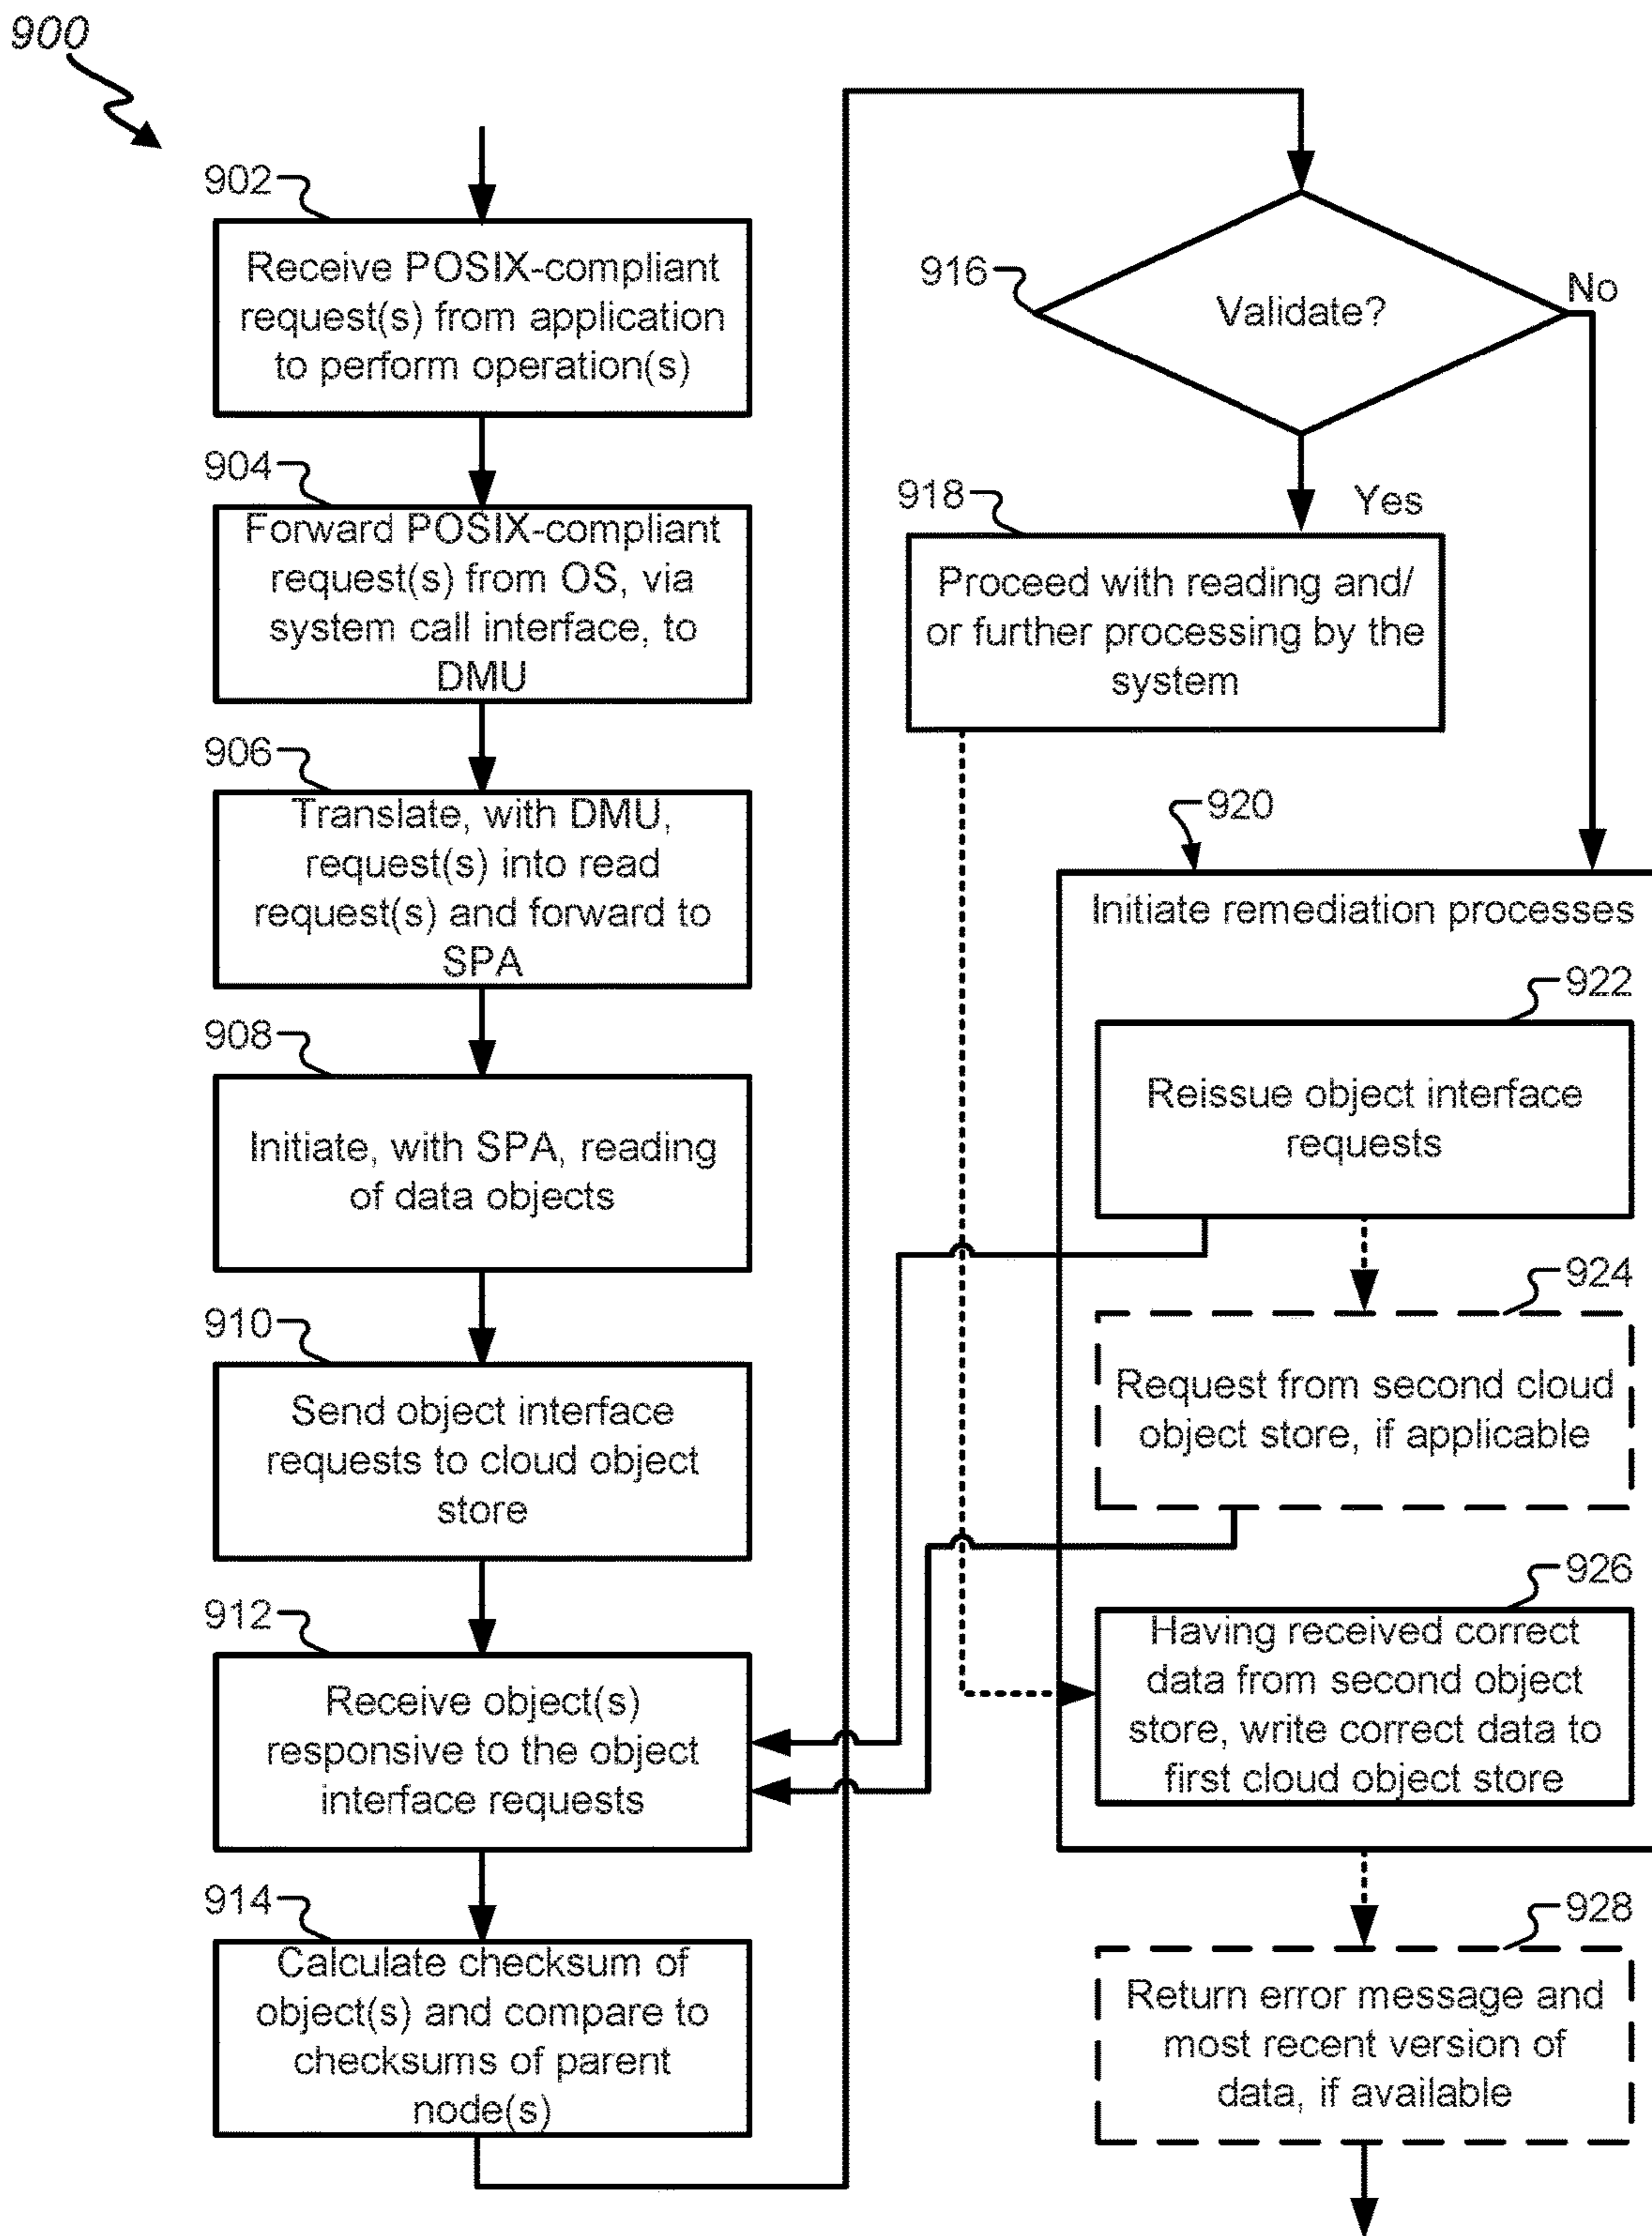 900
902
Receive POSIX-compliant
request(s) from application
to perform operation(s)
904
Forward POSIX-compliant
request(s) from OS, via
system call interface, to
DMU
906
Translate, with DMU,
request(s) into read
request(s) and forward to
SPA
908
Initiate, with SPA, reading
of data objects
910
Send object interface
requests to cloud object
store
912
Receive object(s)
responsive to the object
interface requests
914
Calculate checksum of
object(s) and compare to
checksums of parent
node(s)
916
Validate?
No
Yes
918
Proceed with reading and/
or further processing by the
system
920
Initiate remediation processes
922
Reissue object interface
requests
924
Request from second cloud
object store, if applicable
926
Having received correct
data from second object
store, write correct data to
first cloud object store
928
Return error message and
most recent version of
data, if available